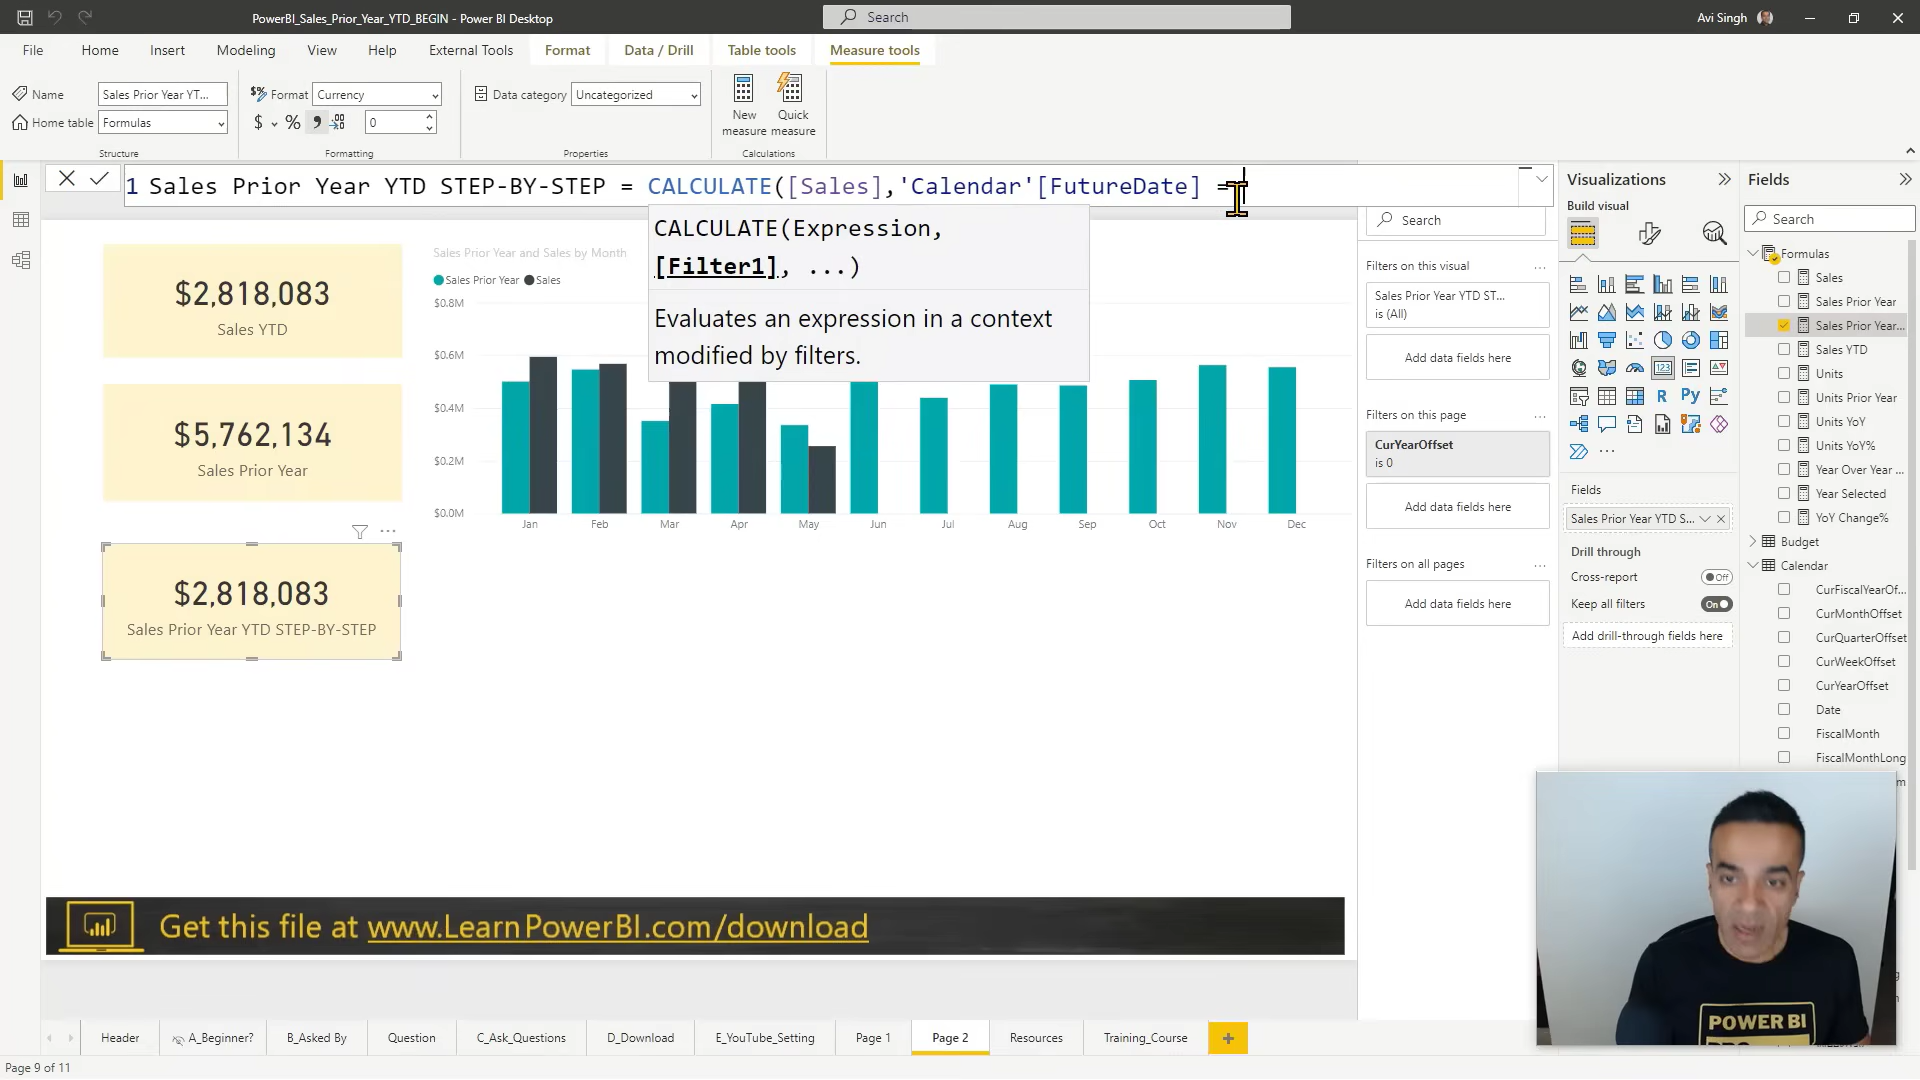 PowerBI_Sales_Prior_Year_YTD_BEGIN - Power BI Desktop
Search
Avi Singh
File
Home
Insert
Modeling
View
Help
External Tools
Format
Data / Drill
Table tools
Measure tools
Name
Sales Prior Year YT...
Home table
Formulas
Structure
Format
Currency
$
%
0
Formatting
Data category
Uncategorized
Properties
New measure
Quick measure
Calculations
1 Sales Prior Year YTD STEP-BY-STEP = CALCULATE([Sales],'Calendar'[FutureDate] =
CALCULATE(Expression,
[Filter1], ...)
Evaluates an expression in a context
modified by filters.
$2,818,083
Sales YTD
$5,762,134
Sales Prior Year
$2,818,083
Sales Prior Year YTD STEP-BY-STEP
Sales Prior Year and Sales by Month
Sales Prior Year
Sales
$0.8M
$0.6M
$0.4M
$0.2M
$0.0M
Jan
Feb
Mar
Apr
May
Jun
Jul
Aug
Sep
Oct
Nov
Dec
Get this file at www.LearnPowerBI.com/download
Search
Filters on this visual
...
Sales Prior Year YTD ST...
is (All)
Add data fields here
Filters on this page
...
CurYearOffset
is 0
Add data fields here
Filters on all pages
...
Add data fields here
Visualizations
Build visual
123
R
Py
...
Fields
Sales Prior Year YTD S...
Drill through
Cross-report
Off
Keep all filters
On
Add drill-through fields here
Fields
Search
Formulas
Sales
Sales Prior Year
Sales Prior Year...
Sales YTD
Units
Units Prior Year
Units YoY
Units YoY%
Year Over Year ...
Year Selected
YoY Change%
Budget
Calendar
CurFiscalYearOf...
CurMonthOffset
CurQuarterOffset
CurWeekOffset
CurYearOffset
Date
FiscalMonth
FiscalMonthLong
POWER BI
Header
A_Beginner?
B_Asked By
Question
C_Ask_Questions
D_Download
E_YouTube_Setting
Page 1
Page 2
Resources
Training_Course
+
Page 9 of 11